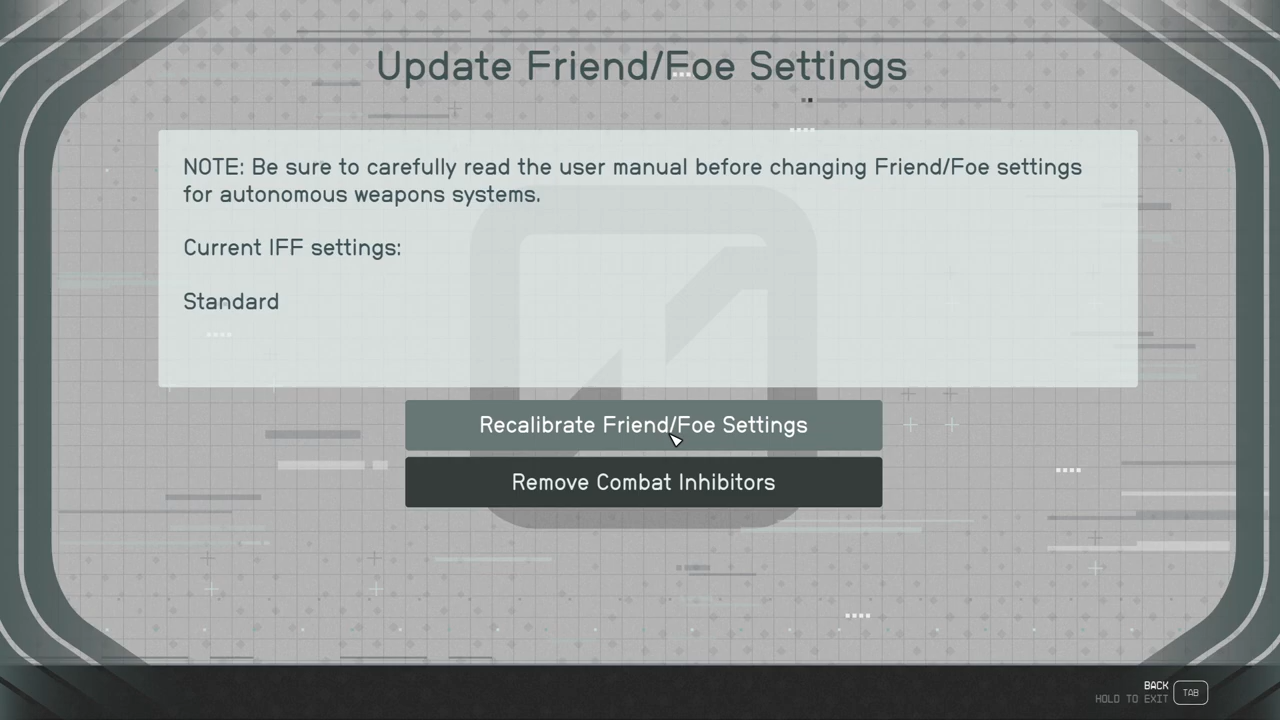 Update Friend/Foe Settings
NOTE: Be sure to carefully read the user manual before changing Friend/Foe settings
for autonomous weapons systems.
Current IFF settings:
Standard
Recalibrate Friend/Foe Settings
Remove Combat Inhibitors
BACK
HOLD TO EXIT
TAB